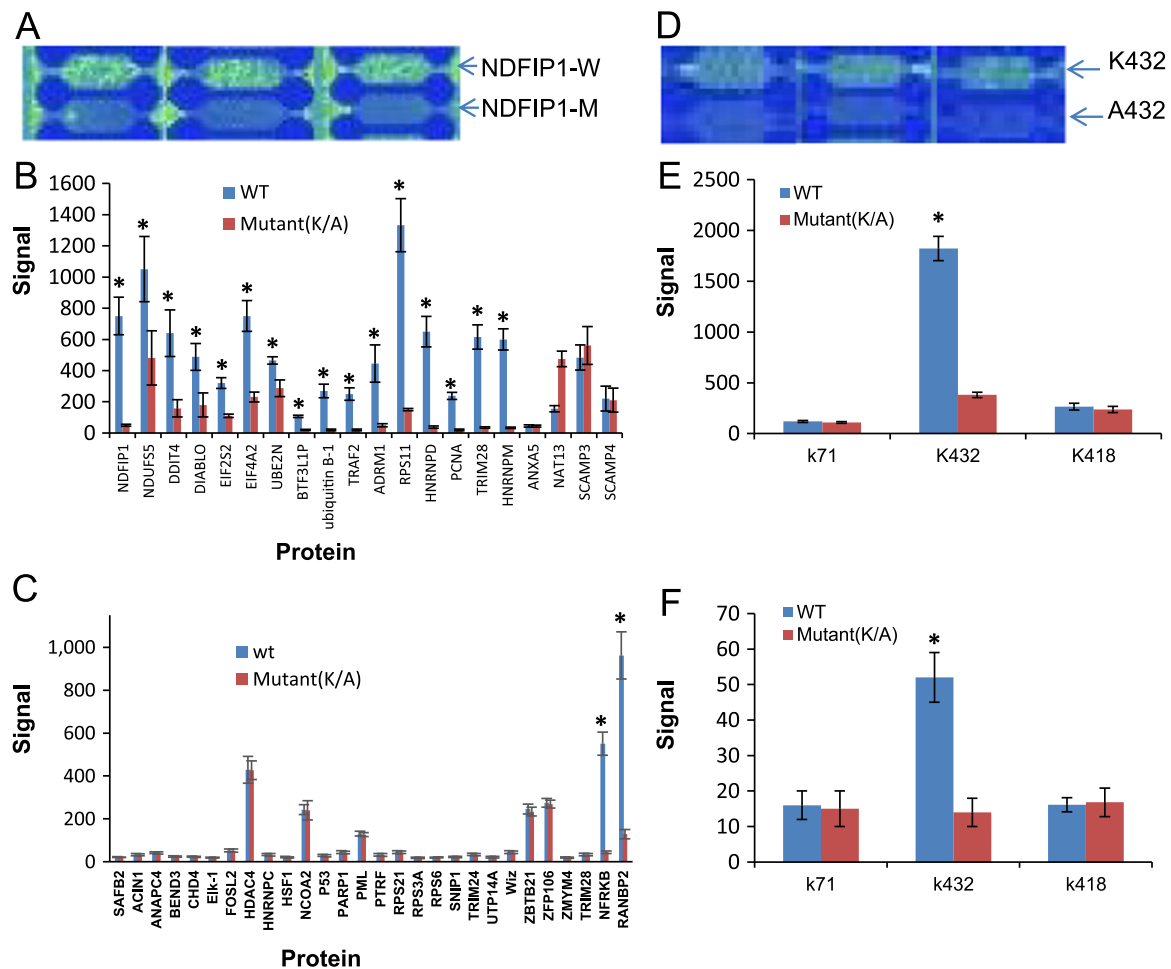 A
NDFIP1-W
NDFIP1-M
B
Signal
1600
1400
1200
1000
800
600
400
200
0
WT
Mutant(K/A)
* * * * * * * * * * * * * * * *
NDFIP1
NDUFS5
DDIT4
DIABLO
EIF2S2
EIF4A2
UBE2N
BTF3L1P
ubiquitin B-1
TRAF2
ADRM1
RPS11
HNRNPD
PCNA
TRIM28
HNRNPM
ANXA5
NAT13
SCAMP3
SCAMP4
Protein
C
Signal
1,000
800
600
400
200
0
wt
Mutant(K/A)
* *
SAFB2
ACIN1
ANAPC4
BEND3
CHD4
Elk-1
FOSL2
HDAC4
HNRNPC
HSF1
NCOA2
P53
PARP1
PML
PTRF
RPS21
RPS3A
RPS6
SNIP1
TRIM24
UTP14A
Wiz
ZBTB21
ZFP106
ZMYM4
TRIM28
NFRKB
RANBP2
Protein
D
K432
A432
E
Signal
2500
2000
1500
1000
500
0
WT
Mutant(K/A)
*
k71
K432
K418
F
Signal
70
60
50
40
30
20
10
0
WT
Mutant(K/A)
*
k71
k432
k418